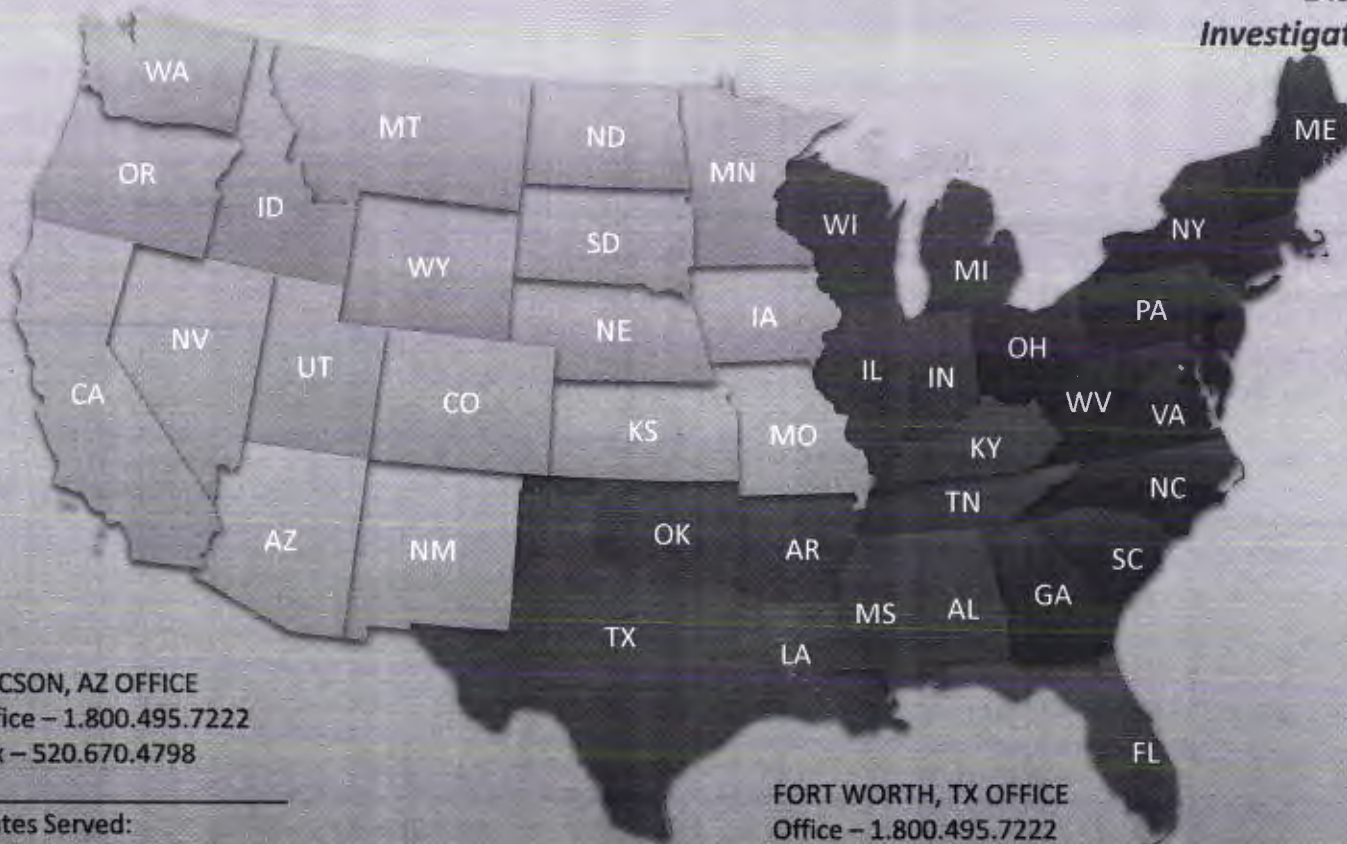 Investigat
WA
MT
ND
MN
ME
OR
ID
WY
SD
WI
MI
NY
NV
UT
NE
IA
PA
CA
CO
KS
MO
IL
IN
OH
WV
VA
KY
TN
NC
AZ
NM
OK
AR
SC
TX
LA
MS
AL
GA
FL
CSON, AZ OFFICE
fice – 1.800.495.7222
x – 520.670.4798
tes Served:
FORT WORTH, TX OFFICE
Office – 1.800.495.7222